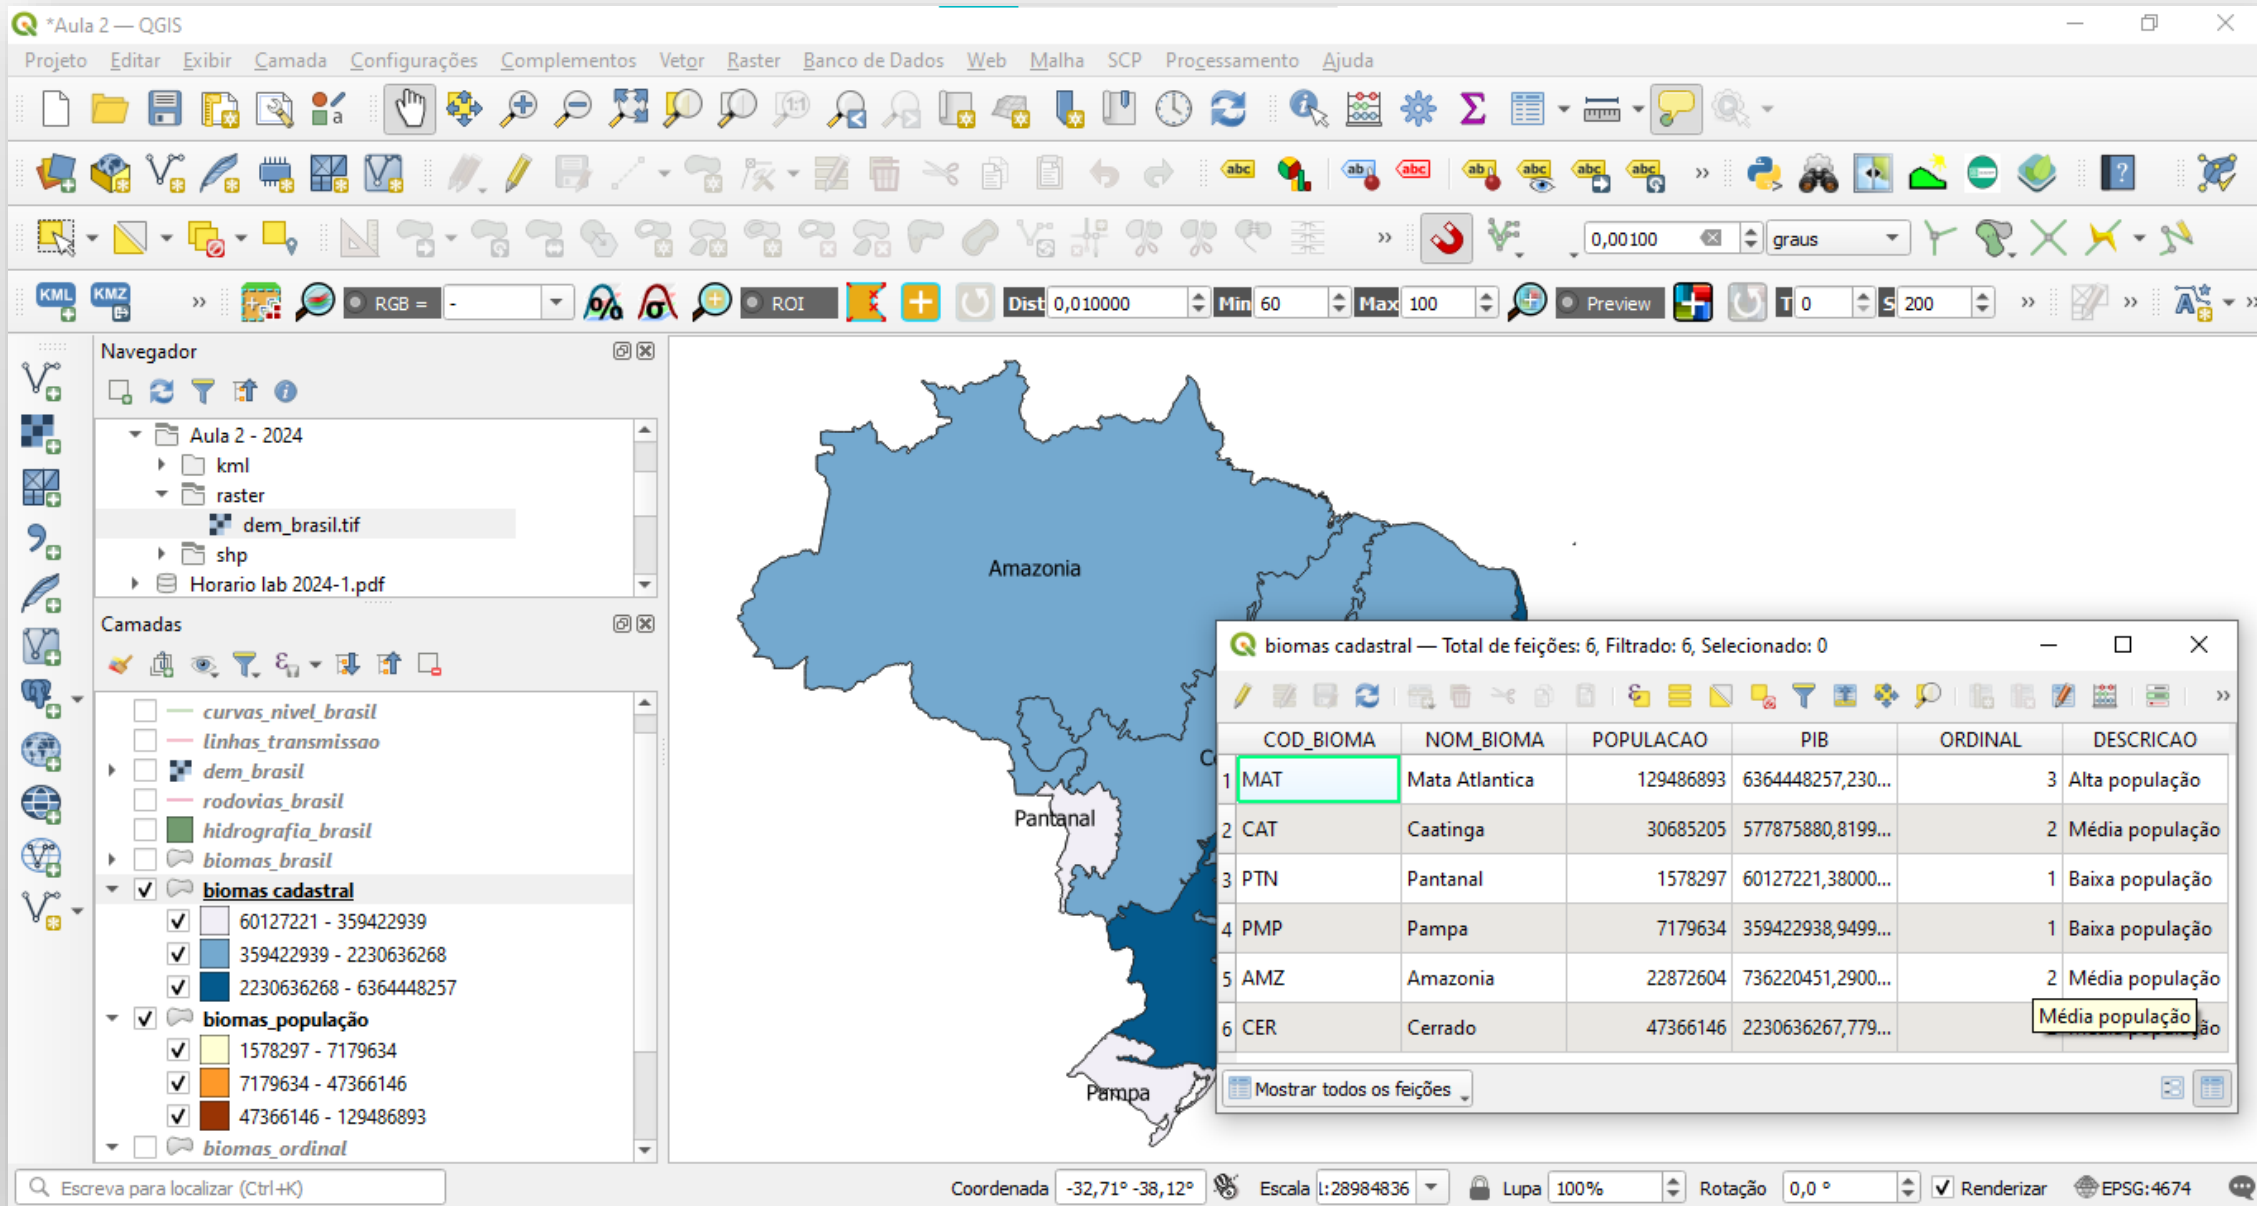 *Aula 2 — QGIS
Projeto Editar Exibir Camada Configurações Complementos Vetor Raster Banco de Dados Web Malha SCP Processamento Ajuda
0,00100 graus
KML KMZ RGB = - ROI Dist 0,010000 Min 60 Max 100 Preview T 0 S 200
Navegador
Aula 2 - 2024
kml
raster
dem_brasil.tif
shp
Horario lab 2024-1.pdf
Camadas
curvas_nivel_brasil
linhas_transmissao
dem_brasil
rodovias_brasil
hidrografia_brasil
biomas_brasil
biomas cadastral
60127221 - 359422939
359422939 - 2230636268
2230636268 - 6364448257
biomas_população
1578297 - 7179634
7179634 - 47366146
47366146 - 129486893
biomas_ordinal
Amazonia
Pantanal
Pampa
biomas cadastral — Total de feições: 6, Filtrado: 6, Selecionado: 0
COD_BIOMA NOM_BIOMA POPULACAO PIB ORDINAL DESCRICAO
1 MAT Mata Atlantica 129486893 6364448257,230... 3 Alta população
2 CAT Caatinga 30685205 577875880,8199... 2 Média população
3 PTN Pantanal 1578297 60127221,38000... 1 Baixa população
4 PMP Pampa 7179634 359422938,9499... 1 Baixa população
5 AMZ Amazonia 22872604 736220451,2900... 2 Média população
6 CER Cerrado 47366146 2230636267,779...
Média população
Mostrar todos os feições
Escreva para localizar (Ctrl+K) Coordenada -32,71° -38,12° Escala 1:28984836 Lupa 100% Rotação 0,0 ° Renderizar EPSG:4674